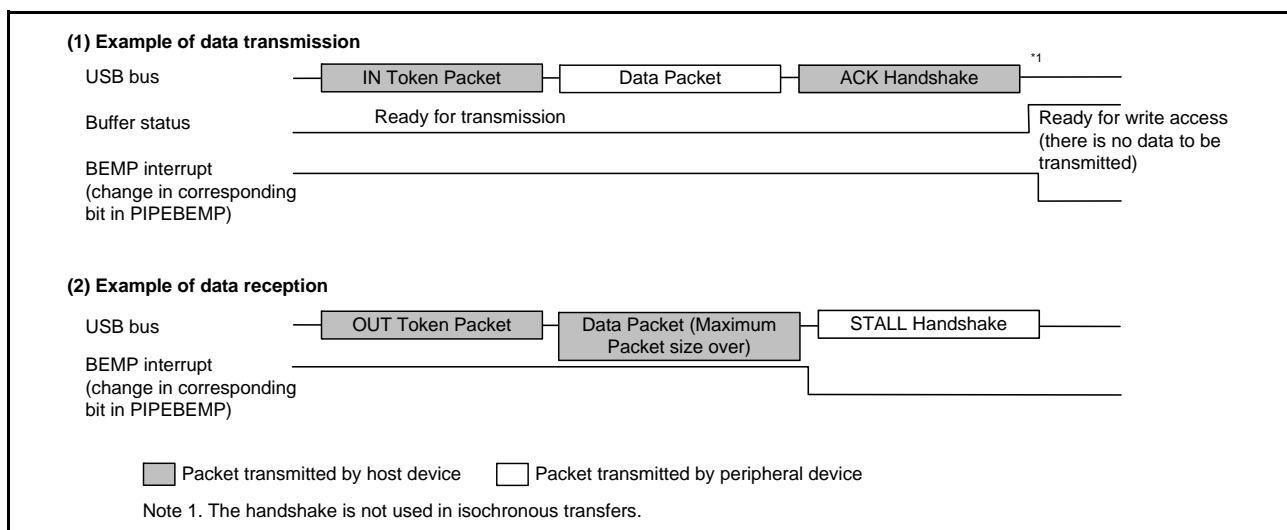 (1) Example of data transmission
USB bus
IN Token Packet
Data Packet
ACK Handshake
*1
Buffer status
Ready for transmission
Ready for write access
(there is no data to be
transmitted)
BEMP interrupt
(change in corresponding
bit in PIPEBEMP)
(2) Example of data reception
USB bus
OUT Token Packet
Data Packet (Maximum
Packet size over)
STALL Handshake
BEMP interrupt
(change in corresponding
bit in PIPEBEMP)
Packet transmitted by host device
Packet transmitted by peripheral device
Note 1. The handshake is not used in isochronous transfers.